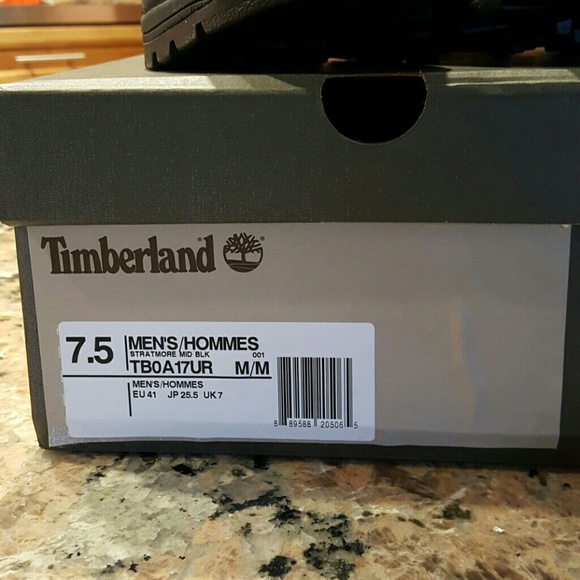 Timberland®
7.5 MEN'S/HOMMES
STRATMORE MID BLK 001
TB0A17UR M/M
MEN'S/HOMMES
EU 41 JP 25.5 UK 7
8 89588 20506 5